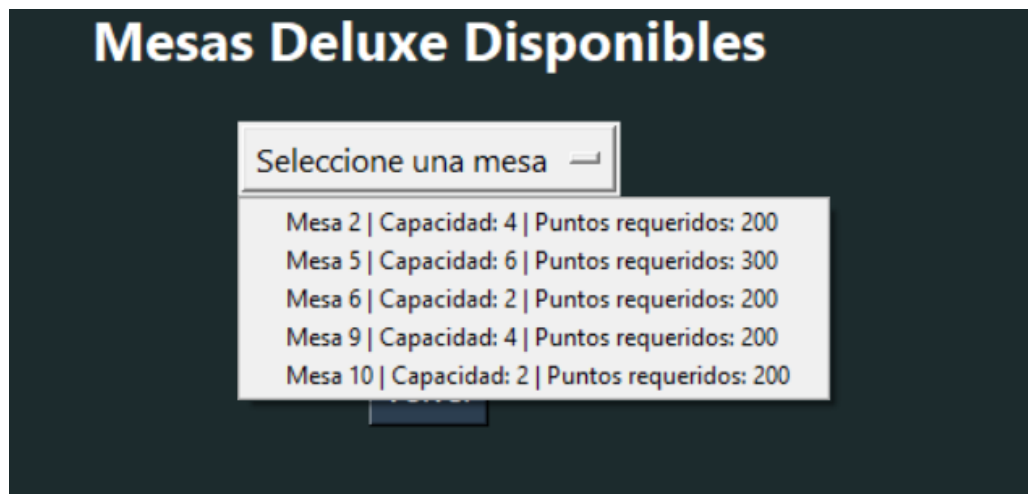 Mesas Deluxe Disponibles
Seleccione una mesa
Mesa 2 | Capacidad: 4 | Puntos requeridos: 200
Mesa 5 | Capacidad: 6 | Puntos requeridos: 300
Mesa 6 | Capacidad: 2 | Puntos requeridos: 200
Mesa 9 | Capacidad: 4 | Puntos requeridos: 200
Mesa 10 | Capacidad: 2 | Puntos requeridos: 200